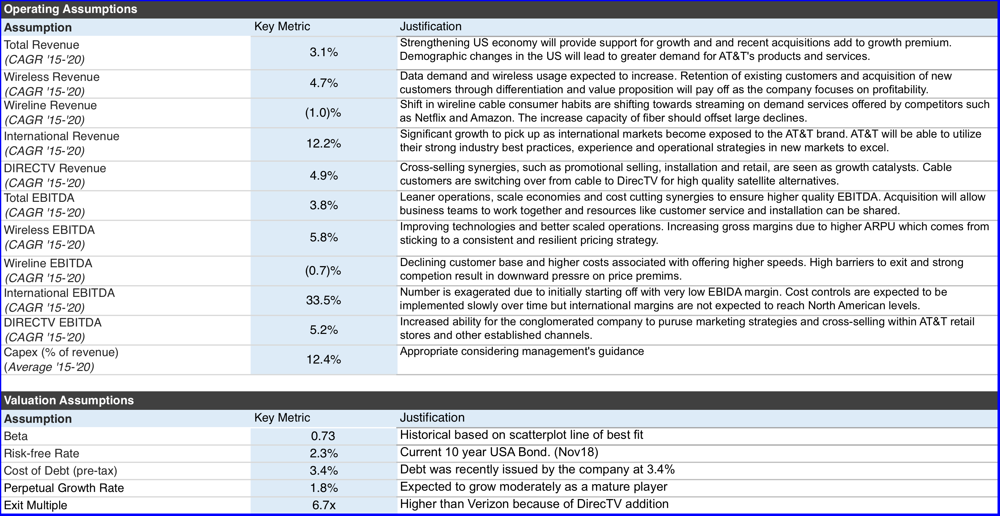 Operating Assumptions
Assumption Key Metric Justification
Total Revenue
(CAGR '15-'20)
3.1%
Strengthening US economy will provide support for growth and and recent acquisitions add to growth premium.
Demographic changes in the US will lead to greater demand for AT&T's products and services.
Wireless Revenue
(CAGR '15-'20)
4.7%
Data demand and wireless usage expected to increase. Retention of existing customers and acquisition of new
customers through differentiation and value proposition will pay off as the company focuses on profitability.
Wireline Revenue
(CAGR '15-'20)
(1.0)%
Shift in wireline cable consumer habits are shifting towards streaming on demand services offered by competitors such
as Netflix and Amazon. The increase capacity of fiber should offset large declines.
International Revenue
(CAGR '15-'20)
12.2%
Significant growth to pick up as international markets become exposed to the AT&T brand. AT&T will be able to utilize
their strong industry best practices, experience and operational strategies in new markets to excel.
DIRECTV Revenue
(CAGR '15-'20)
4.9%
Cross-selling synergies, such as promotional selling, installation and retail, are seen as growth catalysts. Cable
customers are switching over from cable to DirecTV for high quality satellite alternatives.
Total EBITDA
(CAGR '15-'20)
3.8%
Leaner operations, scale economies and cost cutting synergies to ensure higher quality EBITDA. Acquisition will allow
business teams to work together and resources like customer service and installation can be shared.
Wireless EBITDA
(CAGR '15-'20)
5.8%
Improving technologies and better scaled operations. Increasing gross margins due to higher ARPU which comes from
sticking to a consistent and resilient pricing strategy.
Wireline EBITDA
(CAGR '15-'20)
(0.7)%
Declining customer base and higher costs associated with offering higher speeds. High barriers to exit and strong
competion result in downward pressre on price premims.
International EBITDA
(CAGR '15-'20)
33.5%
Number is exagerated due to initially starting off with very low EBIDA margin. Cost controls are expected to be
implemented slowly over time but international margins are not expected to reach North American levels.
DIRECTV EBITDA
(CAGR '15-'20)
5.2%
Increased ability for the conglomerated company to puruse marketing strategies and cross-selling within AT&T retail
stores and other established channels.
Capex (% of revenue)
(Average '15-'20)
12.4%
Appropriate considering management's guidance
Valuation Assumptions
Assumption Key Metric Justification
Beta 0.73 Historical based on scatterplot line of best fit
Risk-free Rate 2.3% Current 10 year USA Bond. (Nov18)
Cost of Debt (pre-tax) 3.4% Debt was recently issued by the company at 3.4%
Perpetual Growth Rate 1.8% Expected to grow moderately as a mature player
Exit Multiple 6.7x Higher than Verizon because of DirecTV addition